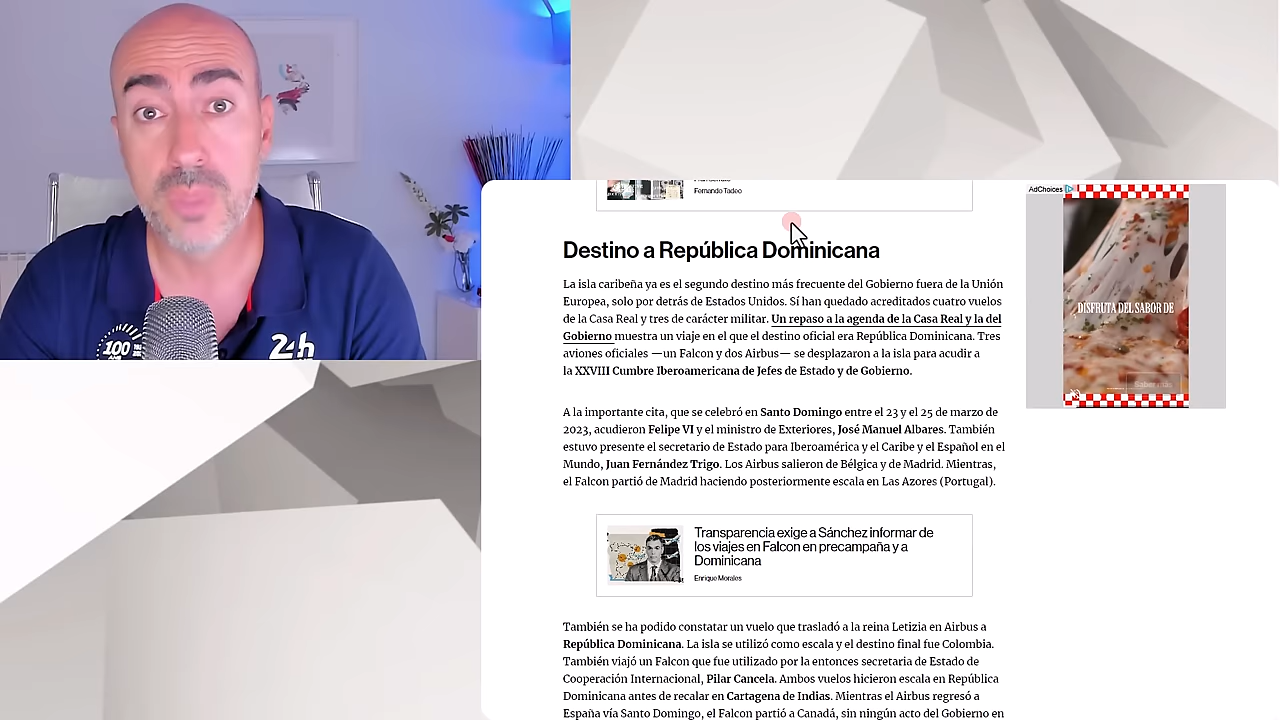 100
24h
Fernando Tadeo
AdChoices
Destino a República Dominicana
La isla caribeña ya es el segundo destino más frecuente del Gobierno fuera de la Unión
Europea, solo por detrás de Estados Unidos. Sí han quedado acreditados cuatro vuelos
de la Casa Real y tres de carácter militar. Un repaso a la agenda de la Casa Real y la del
Gobierno muestra un viaje en el que el destino oficial era República Dominicana. Tres
aviones oficiales —un Falcon y dos Airbus— se desplazaron a la isla para acudir a
la XXVIII Cumbre Iberoamericana de Jefes de Estado y de Gobierno.
DISFRUTA DEL SABOR DE
Saber más
A la importante cita, que se celebró en Santo Domingo entre el 23 y el 25 de marzo de
2023, acudieron Felipe VI y el ministro de Exteriores, José Manuel Albares. También
estuvo presente el secretario de Estado para Iberoamérica y el Caribe y el Español en el
Mundo, Juan Fernández Trigo. Los Airbus salieron de Bélgica y de Madrid. Mientras,
el Falcon partió de Madrid haciendo posteriormente escala en Las Azores (Portugal).
Transparencia exige a Sánchez informar de
los viajes en Falcon en precampaña y a
Dominicana
Enrique Morales
También se ha podido constatar un vuelo que trasladó a la reina Letizia en Airbus a
República Dominicana. La isla se utilizó como escala y el destino final fue Colombia.
También viajó un Falcon que fue utilizado por la entonces secretaria de Estado de
Cooperación Internacional, Pilar Cancela. Ambos vuelos hicieron escala en República
Dominicana antes de recalar en Cartagena de Indias. Mientras el Airbus regresó a
España vía Santo Domingo, el Falcon partió a Canadá, sin ningún acto del Gobierno en